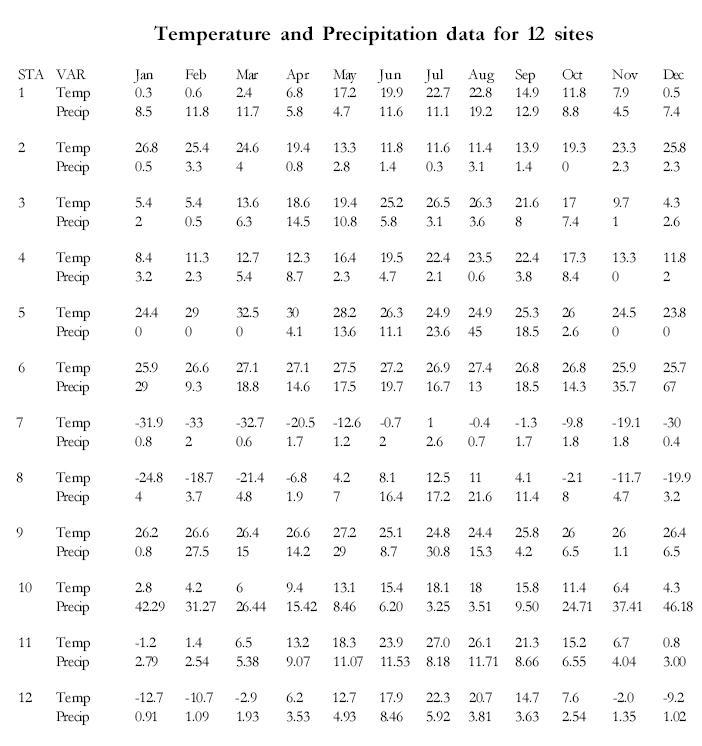 Temperature and Precipitation data for 12 sites
STA VAR Jan Feb Mar Apr May Jun Jul Aug Sep Oct Nov Dec
1 Temp 0.3 0.6 2.4 6.8 17.2 19.9 22.7 22.8 14.9 11.8 7.9 0.5
Precip 8.5 11.8 11.7 5.8 4.7 11.6 11.1 19.2 12.9 8.8 4.5 7.4
2 Temp 26.8 25.4 24.6 19.4 13.3 11.8 11.6 11.4 13.9 19.3 23.3 25.8
Precip 0.5 3.3 4 0.8 2.8 1.4 0.3 3.1 1.4 0 2.3 2.3
3 Temp 5.4 5.4 13.6 18.6 19.4 25.2 26.5 26.3 21.6 17 9.7 4.3
Precip 2 0.5 6.3 14.5 10.8 5.8 3.1 3.6 8 7.4 1 2.6
4 Temp 8.4 11.3 12.7 12.3 16.4 19.5 22.4 23.5 22.4 17.3 13.3 11.8
Precip 3.2 2.3 5.4 8.7 2.3 4.7 2.1 0.6 3.8 8.4 0 2
5 Temp 24.4 29 32.5 30 28.2 26.3 24.9 24.9 25.3 26 24.5 23.8
Precip 0 0 0 4.1 13.6 11.1 23.6 45 18.5 2.6 0 0
6 Temp 25.9 26.6 27.1 27.1 27.5 27.2 26.9 27.4 26.8 26.8 25.9 25.7
Precip 29 9.3 18.8 14.6 17.5 19.7 16.7 13 18.5 14.3 35.7 67
7 Temp -31.9 -33 -32.7 -20.5 -12.6 -0.7 1 -0.4 -1.3 -9.8 -19.1 -30
Precip 0.8 2 0.6 1.7 1.2 2 2.6 0.7 1.7 1.8 1.8 0.4
8 Temp -24.8 -18.7 -21.4 -6.8 4.2 8.1 12.5 11 4.1 -2.1 -11.7 -19.9
Precip 4 3.7 4.8 1.9 7 16.4 17.2 21.6 11.4 8 4.7 3.2
9 Temp 26.2 26.6 26.4 26.6 27.2 25.1 24.8 24.4 25.8 26 26 26.4
Precip 0.8 27.5 15 14.2 29 8.7 30.8 15.3 4.2 6.5 1.1 6.5
10 Temp 2.8 4.2 6 9.4 13.1 15.4 18.1 18 15.8 11.4 6.4 4.3
Precip 42.29 31.27 26.44 15.42 8.46 6.20 3.25 3.51 9.50 24.71 37.41 46.18
11 Temp -1.2 1.4 6.5 13.2 18.3 23.9 27.0 26.1 21.3 15.2 6.7 0.8
Precip 2.79 2.54 5.38 9.07 11.07 11.53 8.18 11.71 8.66 6.55 4.04 3.00
12 Temp -12.7 -10.7 -2.9 6.2 12.7 17.9 22.3 20.7 14.7 7.6 -2.0 -9.2
Precip 0.91 1.09 1.93 3.53 4.93 8.46 5.92 3.81 3.63 2.54 1.35 1.02